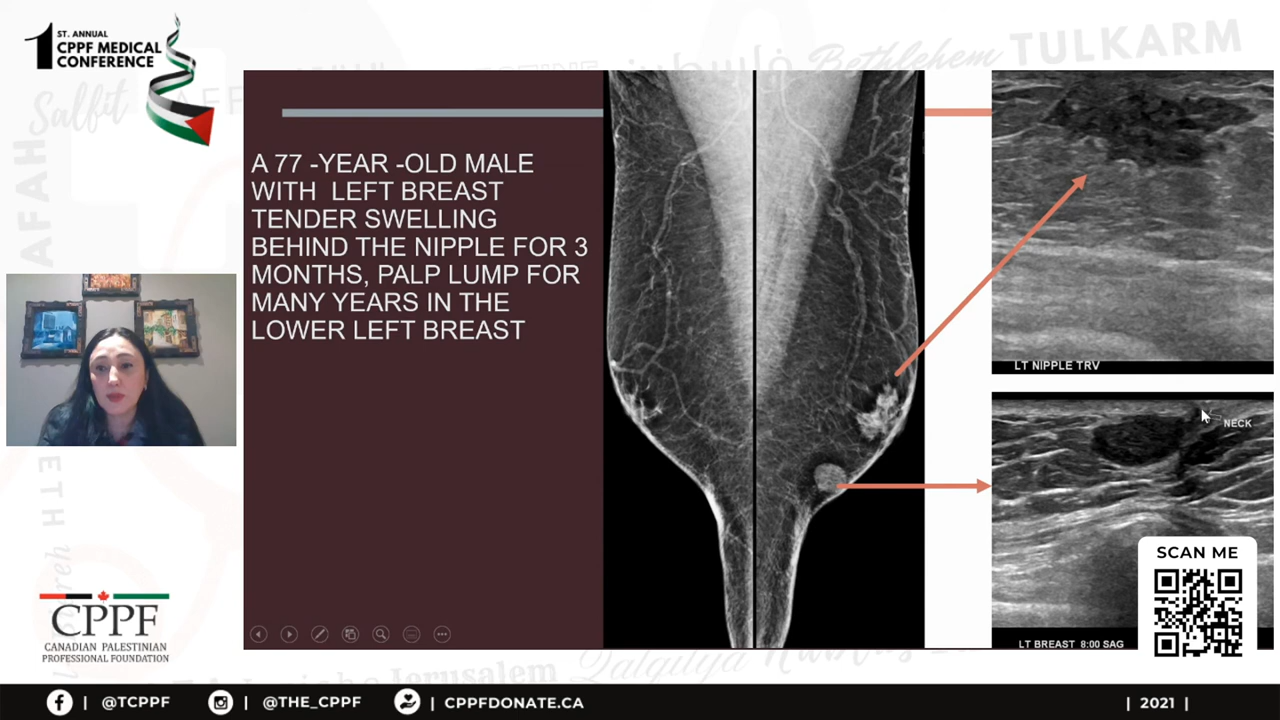 1 ST. ANNUAL
CPPF MEDICAL
CONFERENCE
Salfit
Bethlehem
TULKARM
فلسطين
A 77 -YEAR -OLD MALE
WITH LEFT BREAST
TENDER SWELLING
BEHIND THE NIPPLE FOR 3
MONTHS, PALP LUMP FOR
MANY YEARS IN THE
LOWER LEFT BREAST
LT NIPPLE TRV
NECK
LT BREAST 8:00 SAG
SCAN ME
CPPF
CANADIAN PALESTINIAN
PROFESSIONAL FOUNDATION
Jerusalem
Qalqilya
| @TCPPF
| @THE_CPPF
| CPPFDONATE.CA
| 2021 |